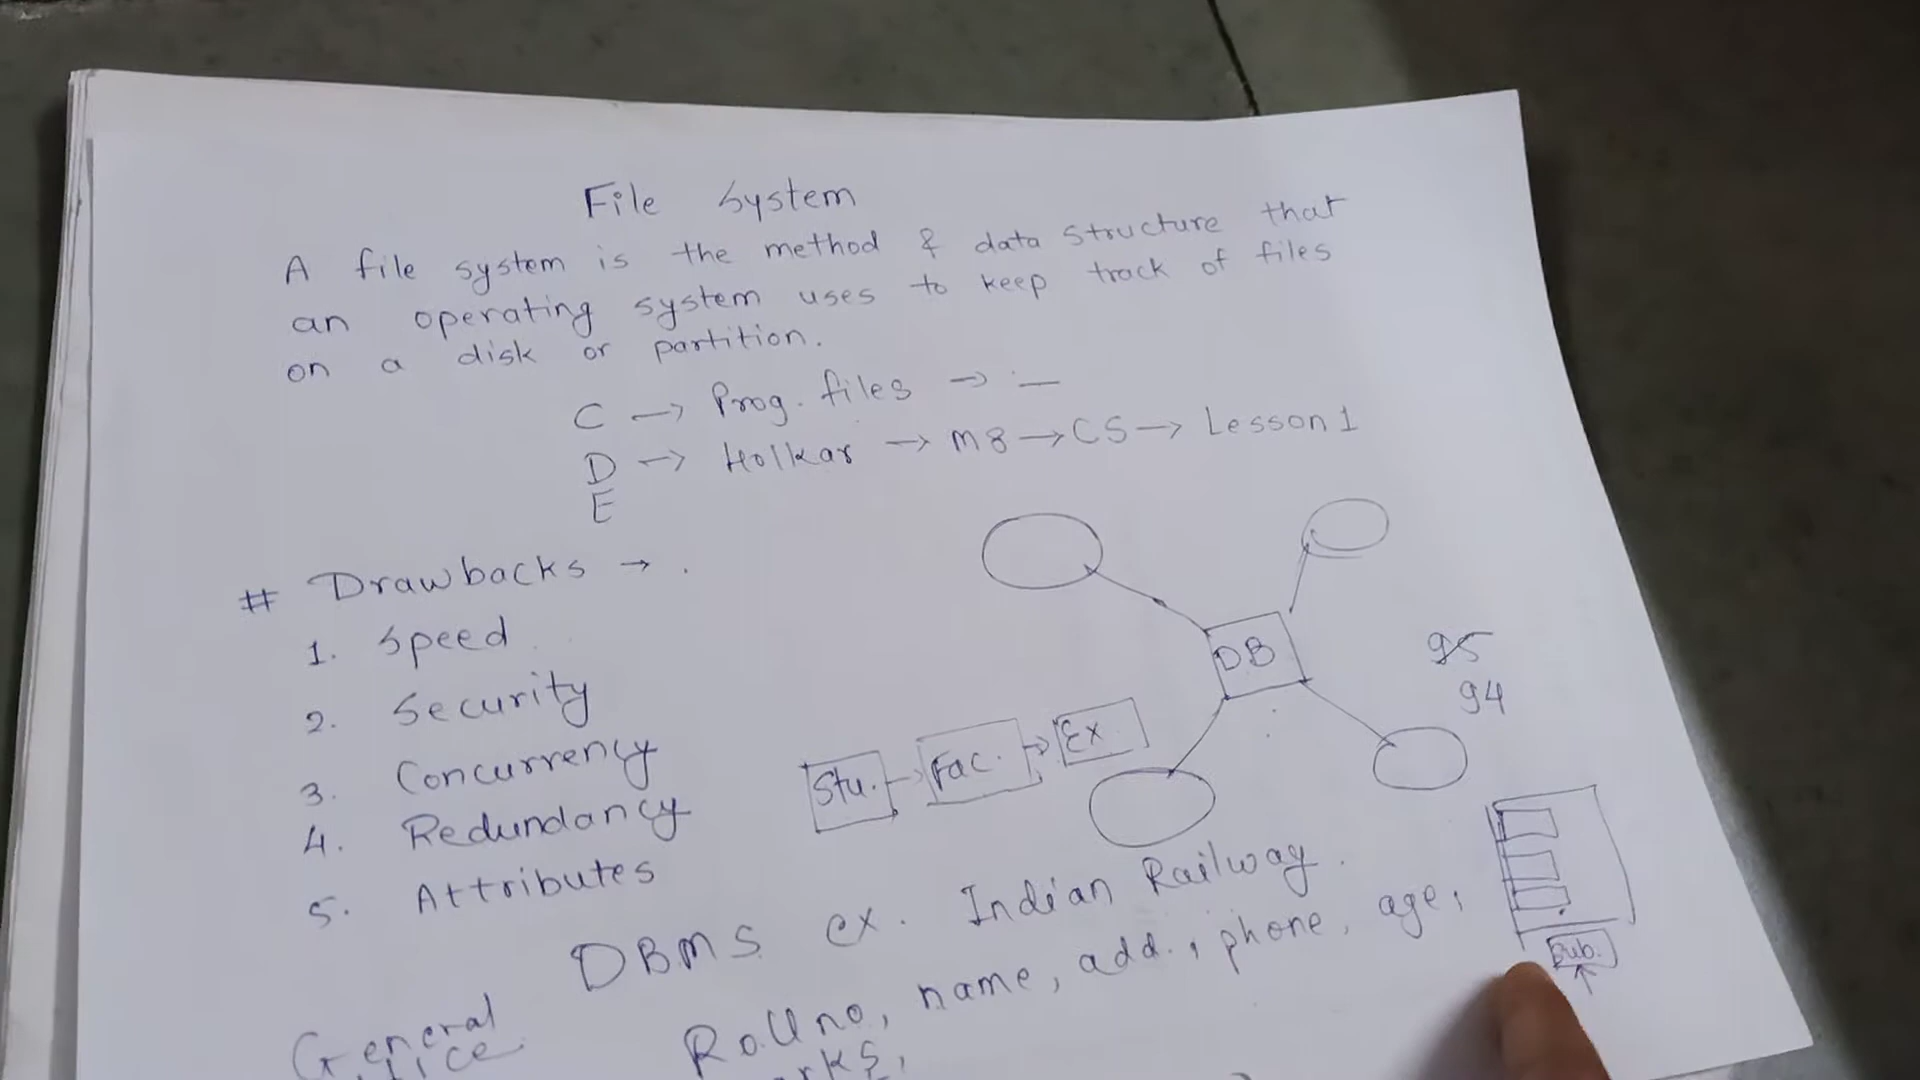 File System
A file system is the method & data structure that
an operating system uses to keep track of files
on a disk or partition.
C → Prog. files → —
D → Holkar → M8 → CS → Lesson 1
E
# Drawbacks → .
1. Speed
2. Security
3. Concurrency
4. Redundancy
5. Attributes
DB
95
94
Stu. → Fac. → Ex.
DBMS ex. Indian Railway.
Sub.
Roll no, name, add., phone, age,
General